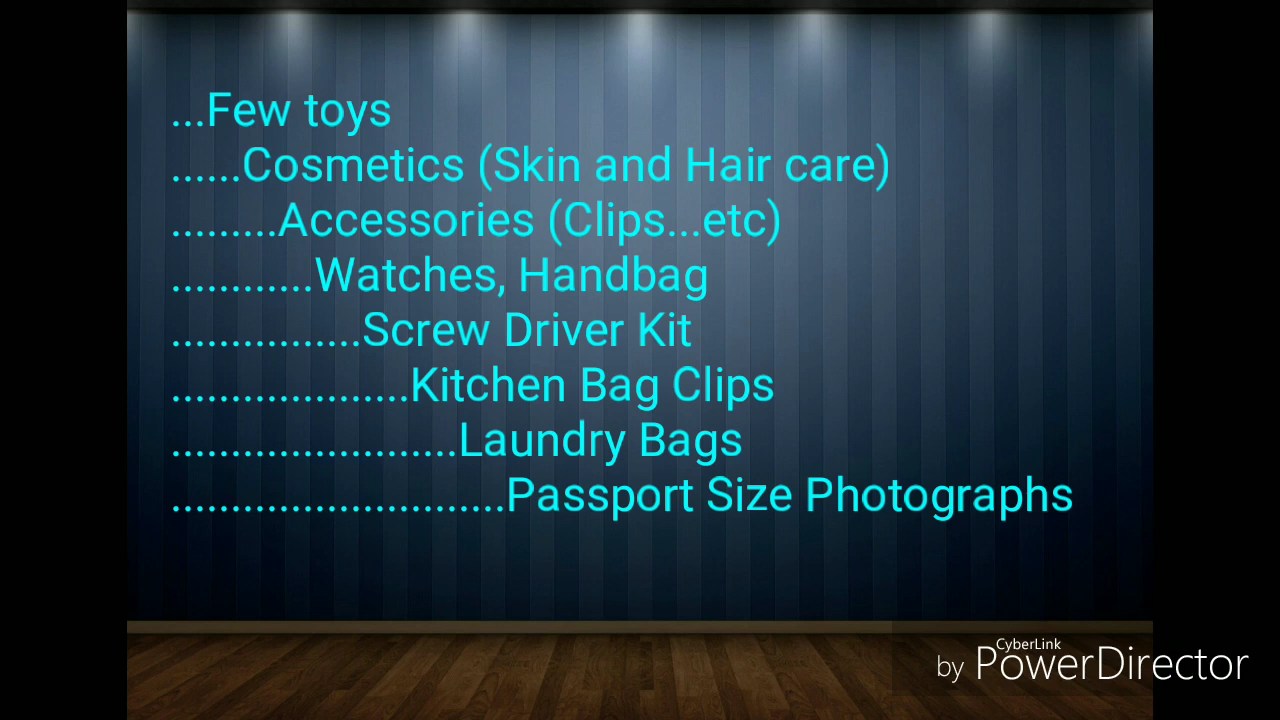 ...Few toys
......Cosmetics (Skin and Hair care)
.........Accessories (Clips...etc)
............Watches, Handbag
................Screw Driver Kit
....................Kitchen Bag Clips
........................Laundry Bags
............................Passport Size Photographs
CyberLink
by PowerDirector